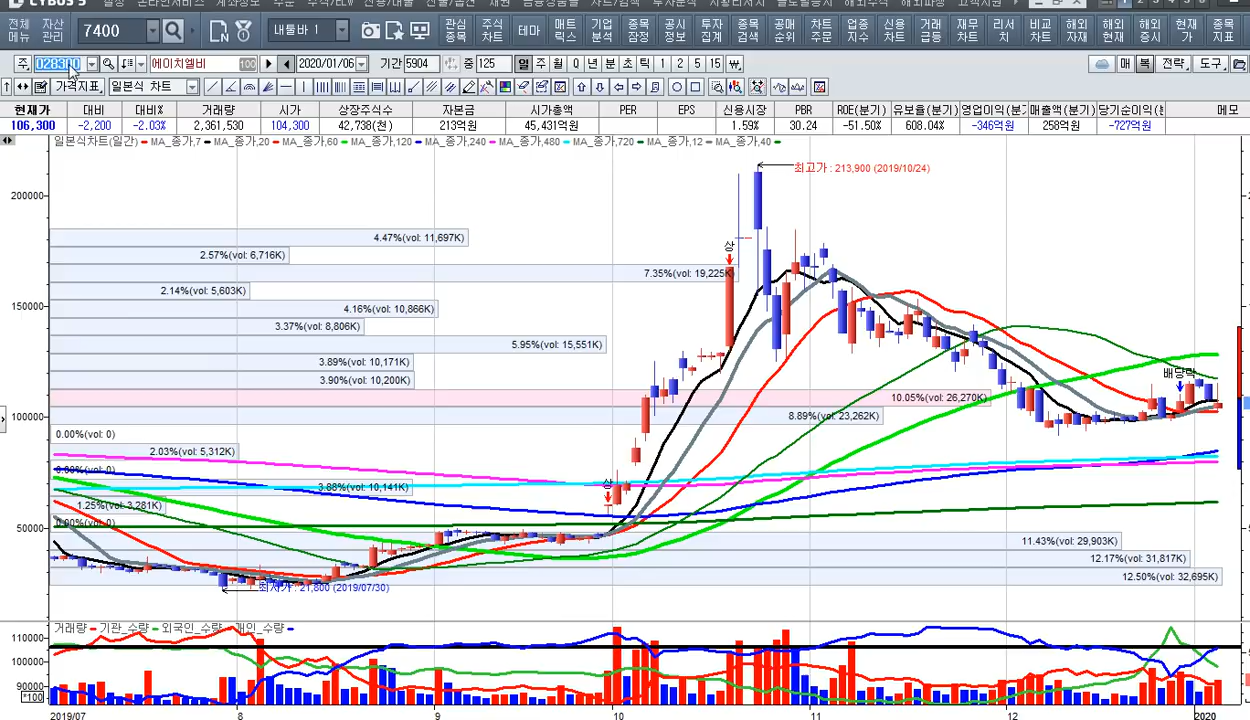 CYBOS 5
전체 메뉴 자산 관리 7400 내둘바 1 관심 종목 주식 차트 테마 매트 릭스 기업 분석 종목 잠정 공시 정보 투자 집계 종목 검색 공매 순위 차트 주문 업종 지수 신용 차트 거래 급등 재무 차트 리서 치 비교 차트 해외 자재 해외 현재 해외 증시 현재 가 종목 지표
주 028300 에이치엘비 100 2020/01/06 기간 5904 중 125 일 주 월 Q 년 분 초 틱 1 2 5 15 매 복 전략 도구
가격지표 일본식 차트
현재가 대비 대비% 거래량 시가 상장주식수 자본금 시가총액 PER EPS 신용시장 PBR ROE(분기) 유보율(분기) 영업이익(분기 매출액(분기) 당기순이익(분 메모
106,300 -2,200 -2.03% 2,361,530 104,300 42,738(천) 213억원 45,431억원 1.59% 30.24 -51.50% 608.04% -346억원 258억원 -727억원
일본식차트(일간) MA_종가,7 MA_종가,20 MA_종가,60 MA_종가,120 MA_종가,240 MA_종가,480 MA_종가,720 MA_종가,12 MA_종가,40
최고가 : 213,900 (2019/10/24)
200000
4.47%(vol: 11,697K)
상
2.57%(vol: 6,716K)
7.35%(vol: 19,225K)
2.14%(vol: 5,603K)
150000
4.16%(vol: 10,866K)
3.37%(vol: 8,806K)
5.95%(vol: 15,551K)
3.89%(vol: 10,171K)
배당락
3.90%(vol: 10,200K)
10.05%(vol: 26,270K)
100000
8.89%(vol: 23,262K)
0.00%(vol: 0)
2.03%(vol: 5,312K)
0.00%(vol: 0)
상
3.88%(vol: 10,141K)
1.25%(vol: 3,281K)
0.00%(vol: 0)
50000
11.43%(vol: 29,903K)
12.17%(vol: 31,817K)
12.50%(vol: 32,695K)
최저가 : 21,800 (2019/07/30)
거래량 기관_수량 외국인_수량 개인_수량
110000
100000
90000
[*100]
2019/07 8 9 10 11 12 2020